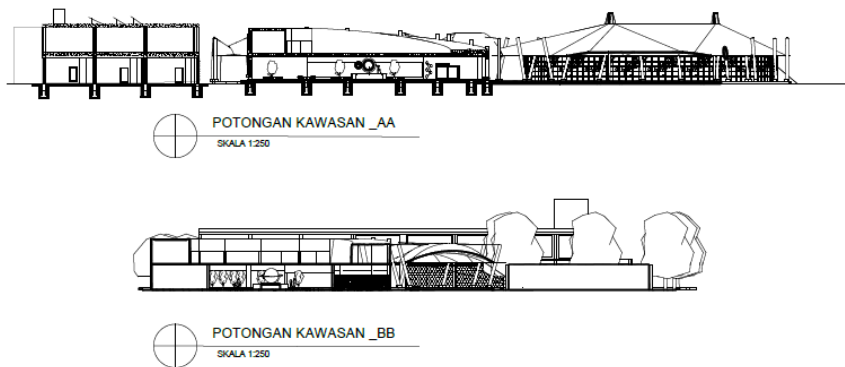 POTONGAN KAWASAN _AA
SKALA 1:250
POTONGAN KAWASAN _BB
SKALA 1:250